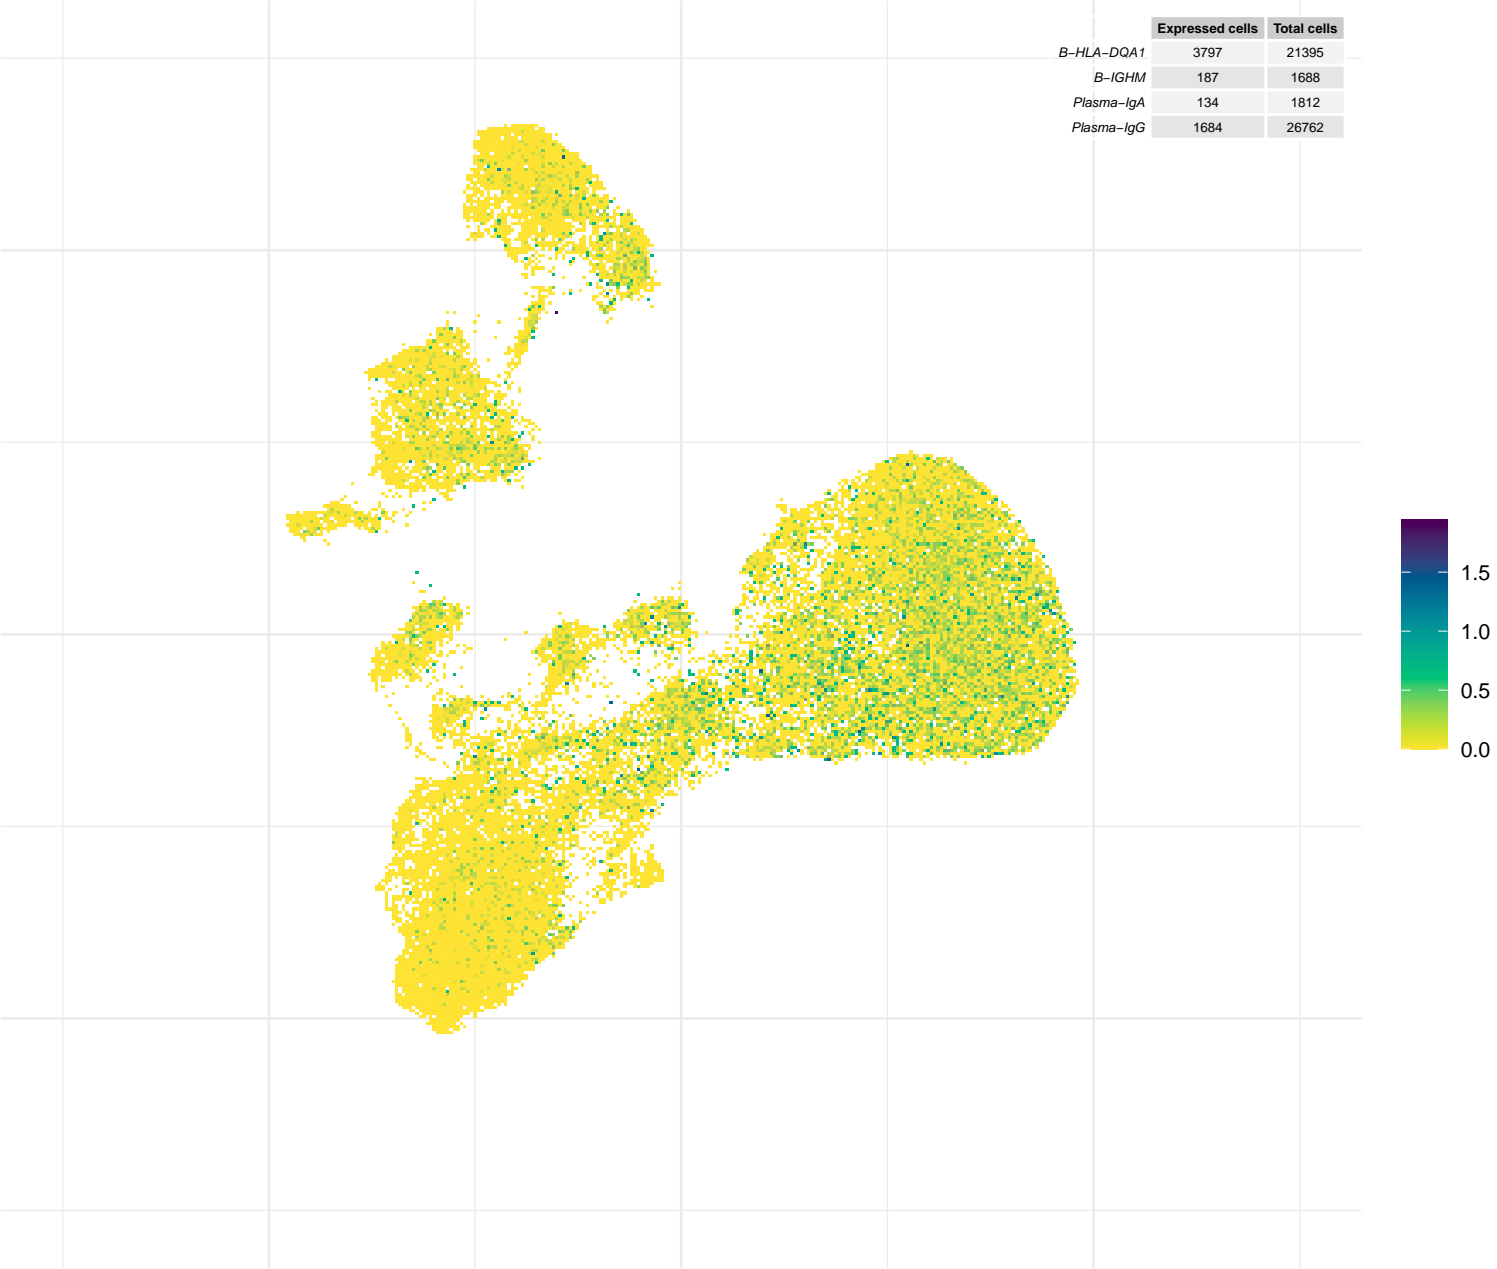 Expressed cells Total cells
B−HLA−DQA1 3797 21395
B−IGHM 187 1688
Plasma−IgA 134 1812
Plasma−IgG 1684 26762
1.5
1.0
0.5
0.0